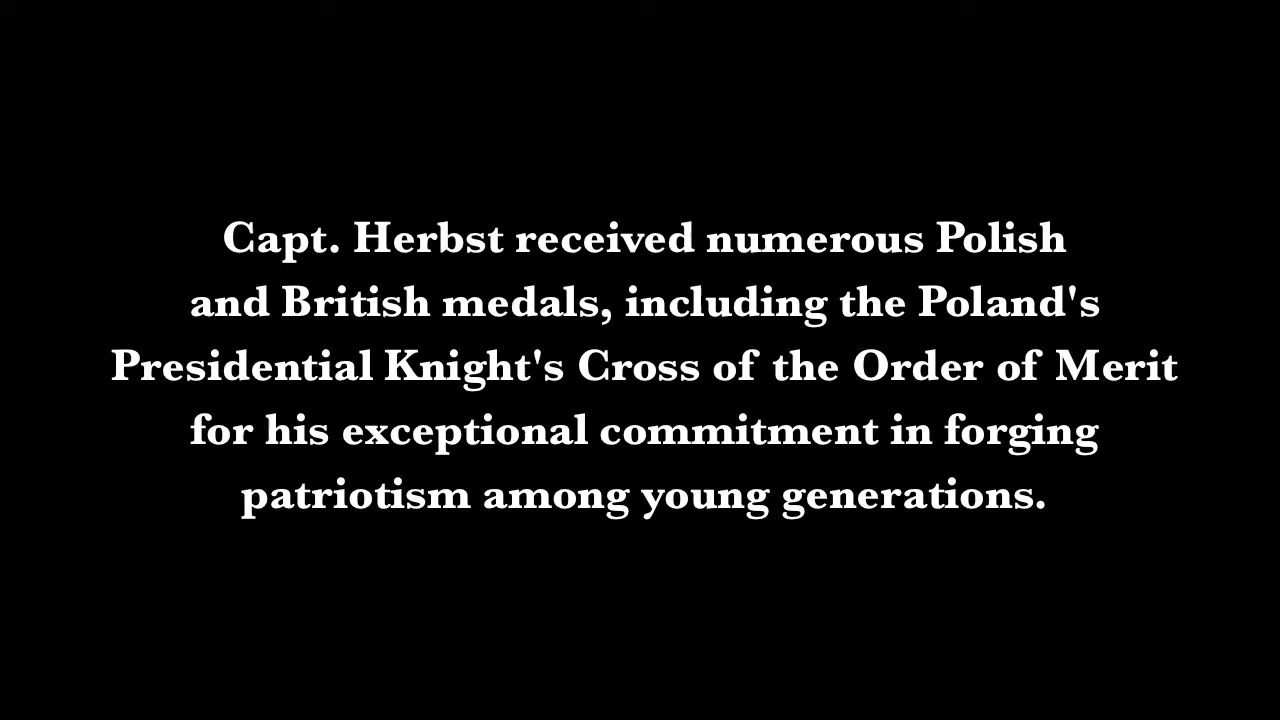 Capt. Herbst received numerous Polish
and British medals, including the Poland's
Presidential Knight's Cross of the Order of Merit
for his exceptional commitment in forging
patriotism among young generations.